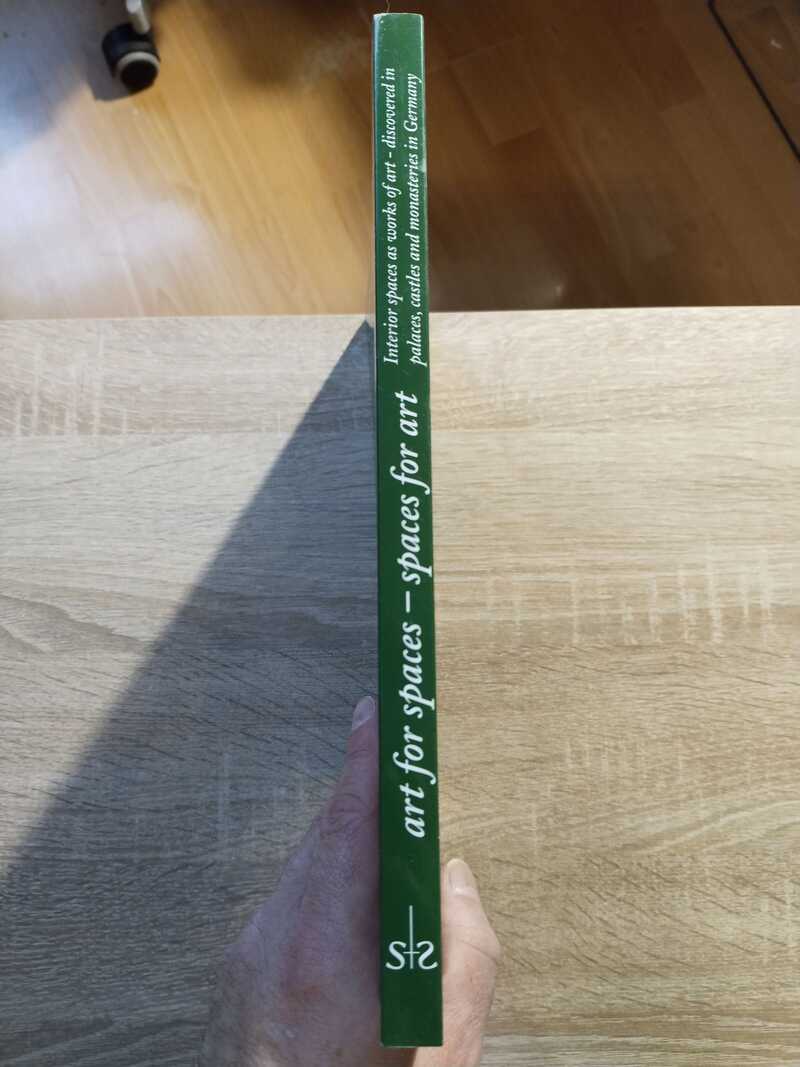 art for spaces – spaces for art
Interior spaces as works of art – discovered in
palaces, castles and monasteries in Germany